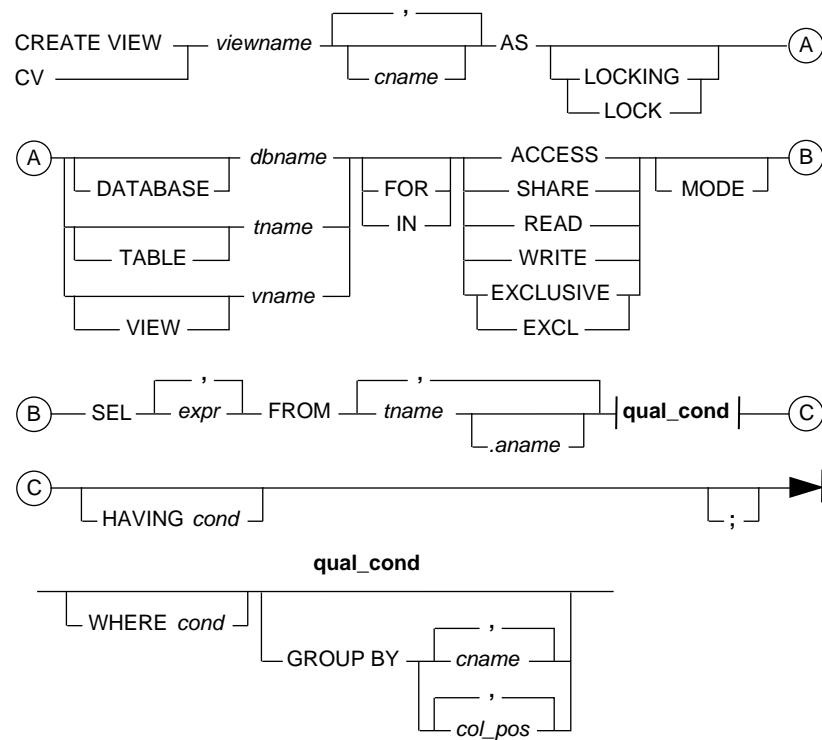 ,
CREATE VIEW viewname AS A
CV cname LOCKING
LOCK
A dbname ACCESS B
DATABASE FOR SHARE MODE
tname IN READ
TABLE WRITE
vname EXCLUSIVE
VIEW EXCL
, ,
B SEL expr FROM tname qual_cond C
.aname
C
HAVING cond ;
qual_cond
WHERE cond ,
GROUP BY cname
,
col_pos